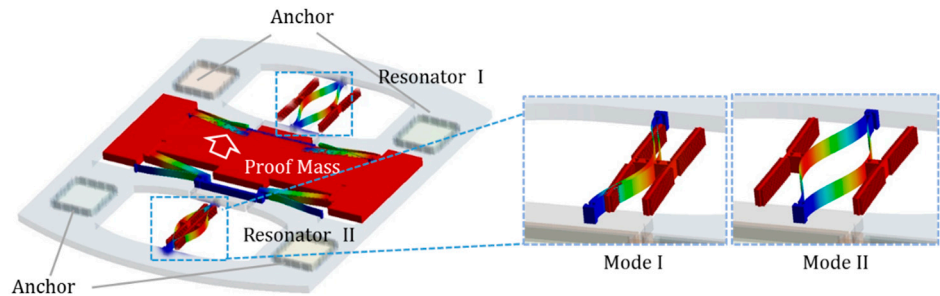 Anchor
Resonator I
Proof Mass
Resonator II
Anchor
Mode I
Mode II